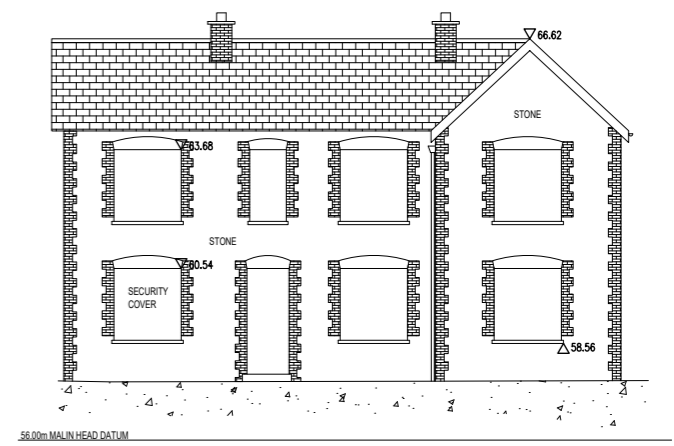 66.62
STONE
63.68
STONE
60.54
SECURITY
COVER
58.56
56.00m MALIN HEAD DATUM